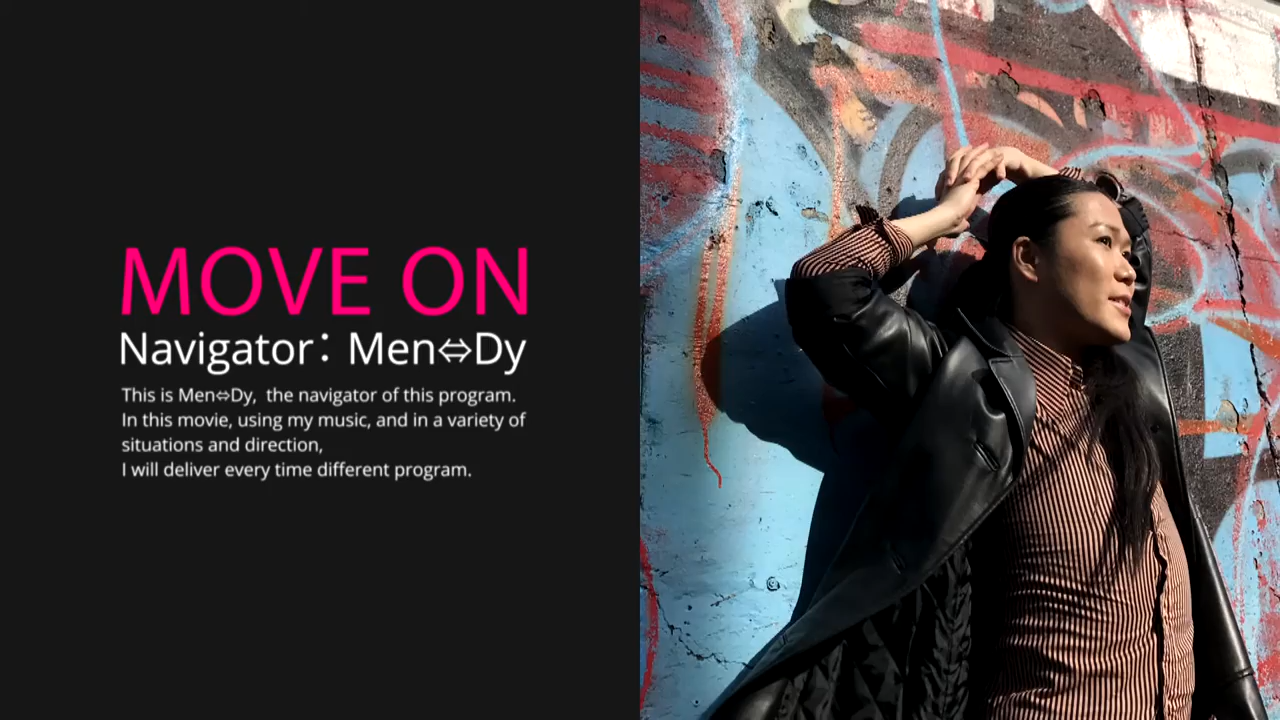 MOVE ON
Navigator： Men⇔Dy
This is Men⇔Dy,  the navigator of this program.
In this movie, using my music, and in a variety of
situations and direction,
I will deliver every time different program.